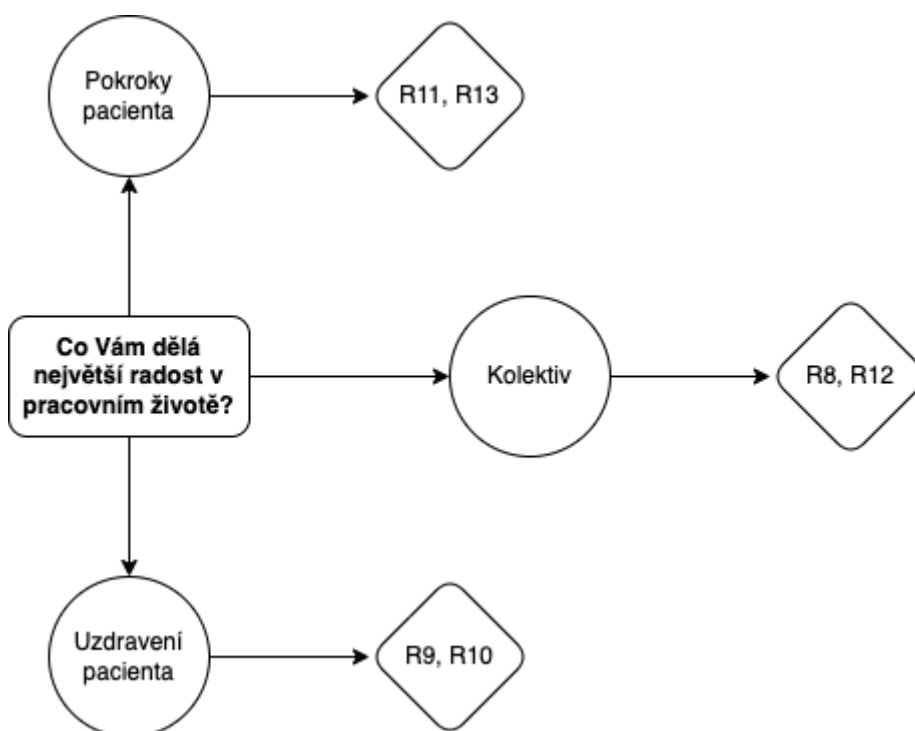 Pokroky
pacienta
R11, R13
Co Vám dělá
největší radost v
pracovním životě?
Kolektiv
R8, R12
Uzdravení
pacienta
R9, R10